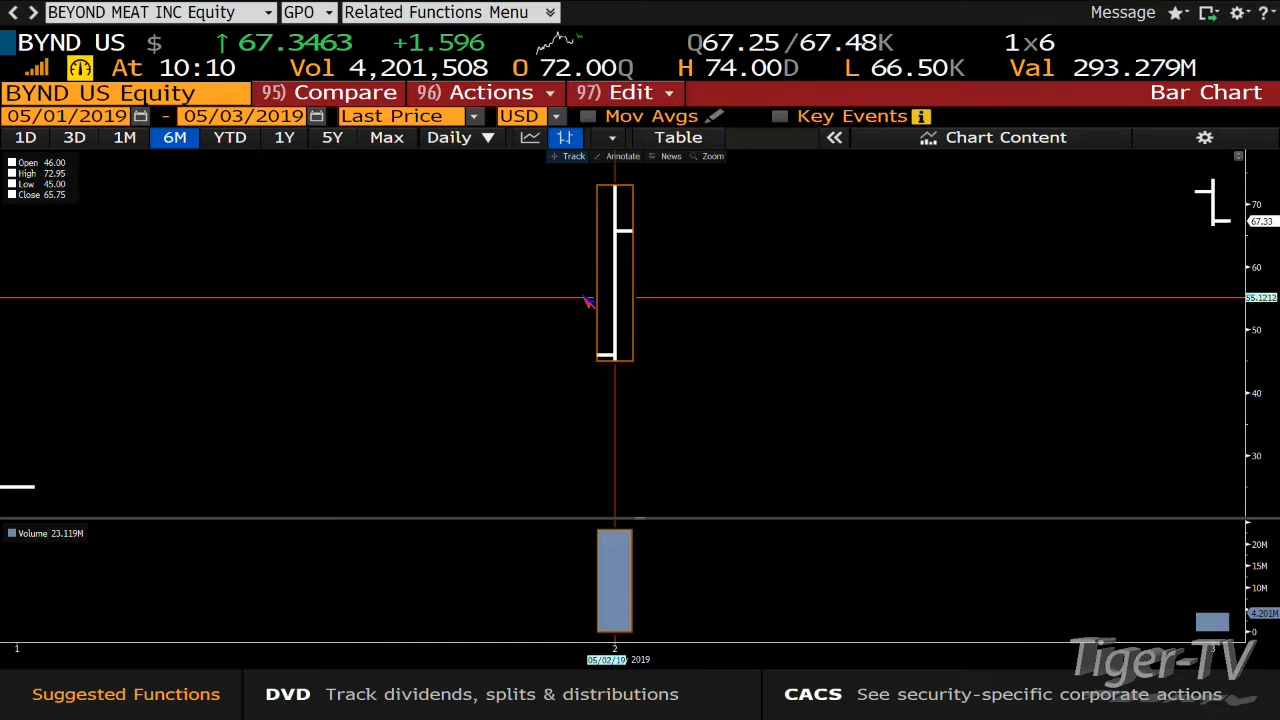 BEYOND MEAT INC Equity GPO Related Functions Menu Message ?
BYND US $ ↑ 67.3463 +1.596 Q67.25 /67.48K 1x6
At 10:10 Vol 4,201,508 O 72.00Q H 74.00D L 66.50K Val 293.279M
BYND US Equity 95) Compare 96) Actions 97) Edit Bar Chart
05/01/2019 - 05/03/2019 Last Price USD Mov Avgs Key Events
1D 3D 1M 6M YTD 1Y 5Y Max Daily ▼ Table « Chart Content
Track Annotate News Zoom
Open 46.00
High 72.95
Low 45.00
Close 65.75
70
67.33
60
55.1212
50
40
30
Volume 23.119M
20M
15M
10M
4.201M
0
1 2 3
05/02/19 2019
Tiger-TV
Suggested Functions DVD Track dividends, splits & distributions CACS See security-specific corporate actions